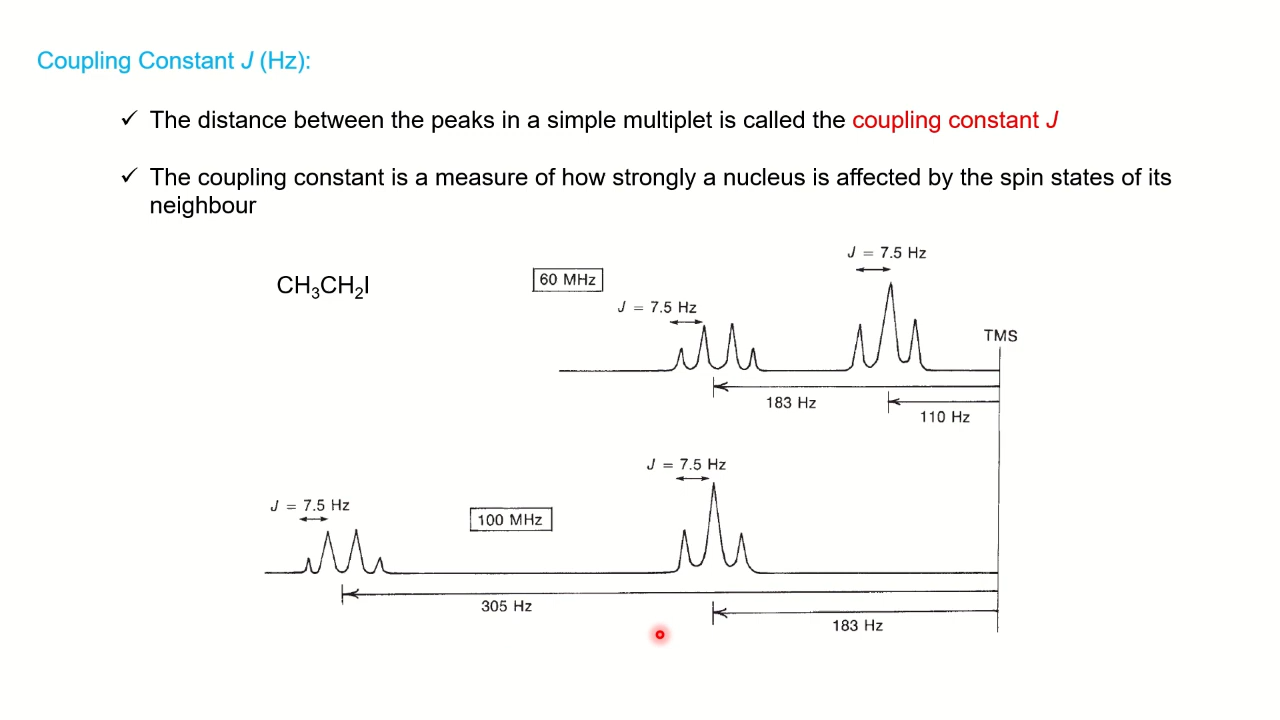 Coupling Constant J (Hz):
✓ The distance between the peaks in a simple multiplet is called the coupling constant J
✓ The coupling constant is a measure of how strongly a nucleus is affected by the spin states of its
neighbour
J = 7.5 Hz
CH₃CH₂I
60 MHz
J = 7.5 Hz
TMS
183 Hz
110 Hz
J = 7.5 Hz
J = 7.5 Hz
100 MHz
305 Hz
183 Hz